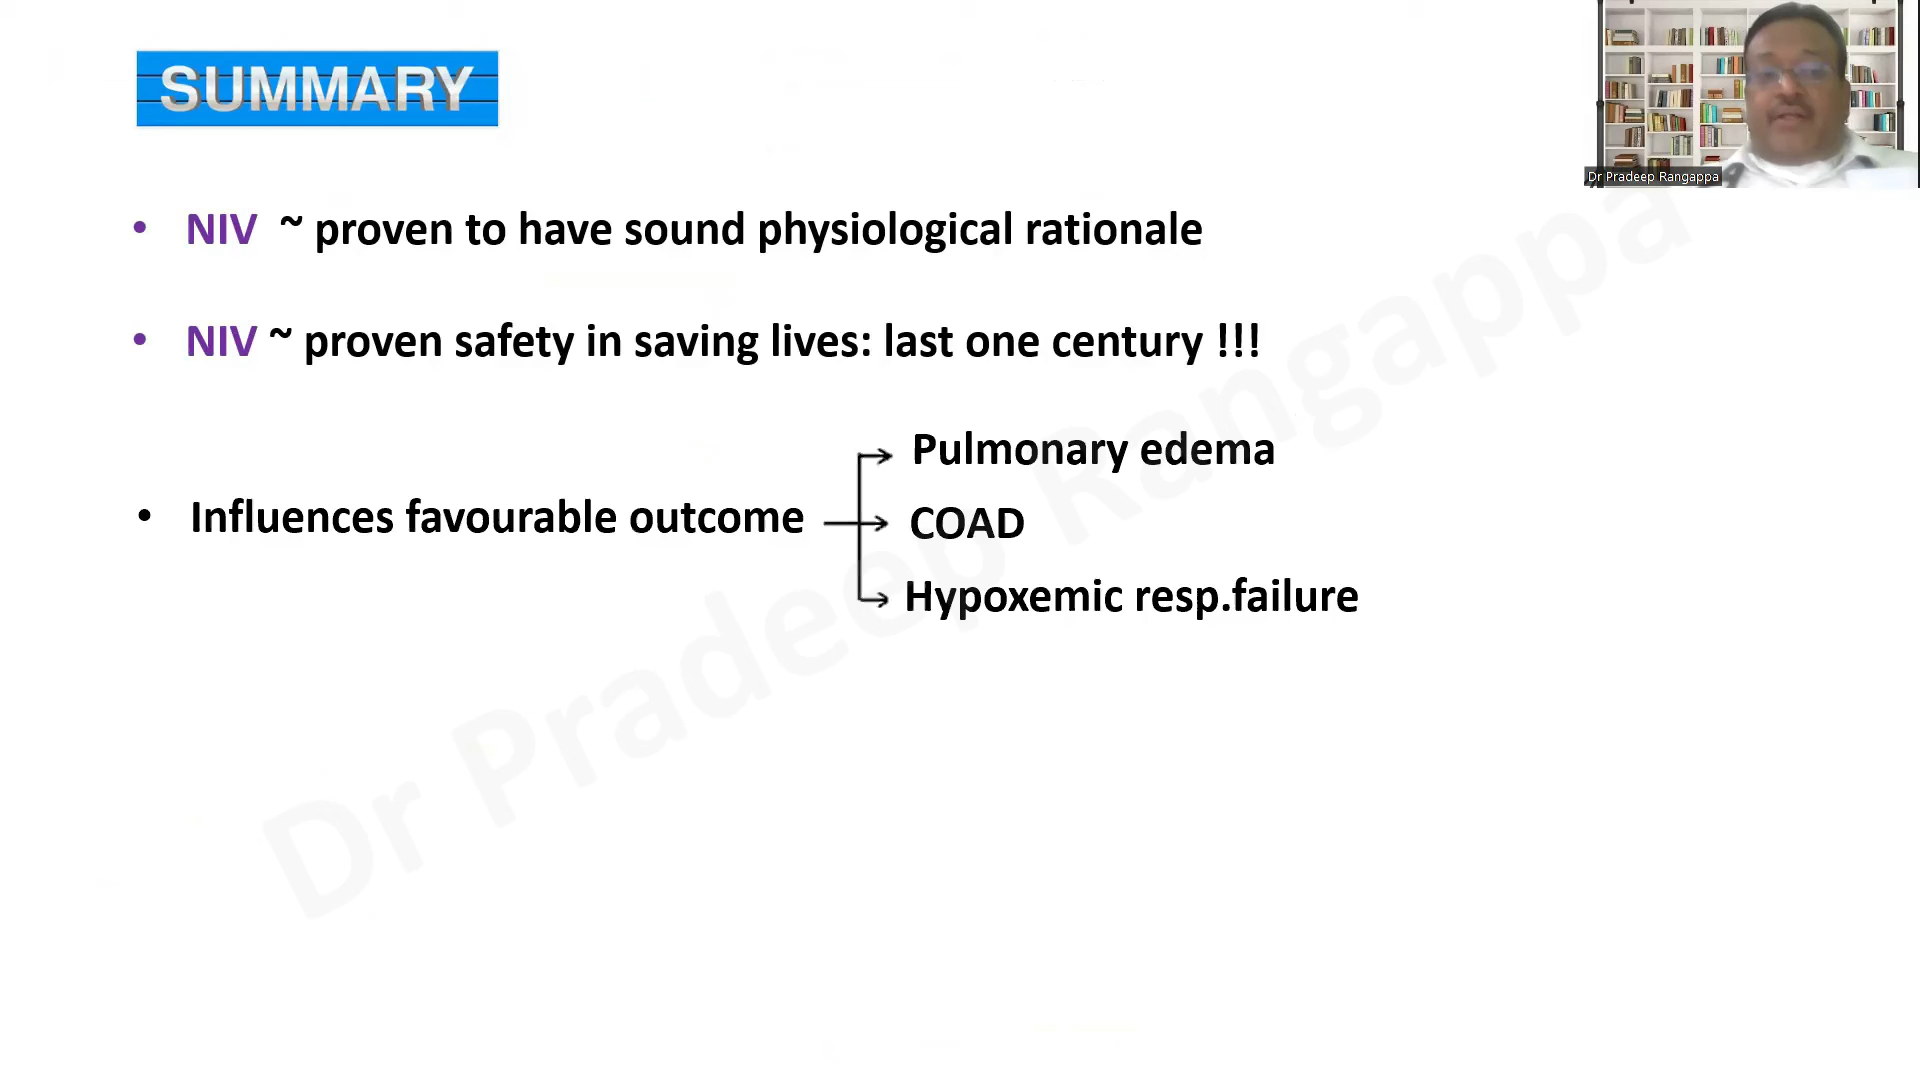 SUMMARY
Dr Pradeep Rangappa
• NIV ~ proven to have sound physiological rationale
• NIV ~ proven safety in saving lives: last one century !!!
Pulmonary edema
• Influences favourable outcome
COAD
Hypoxemic resp.failure
Dr Pradeep Rangappa